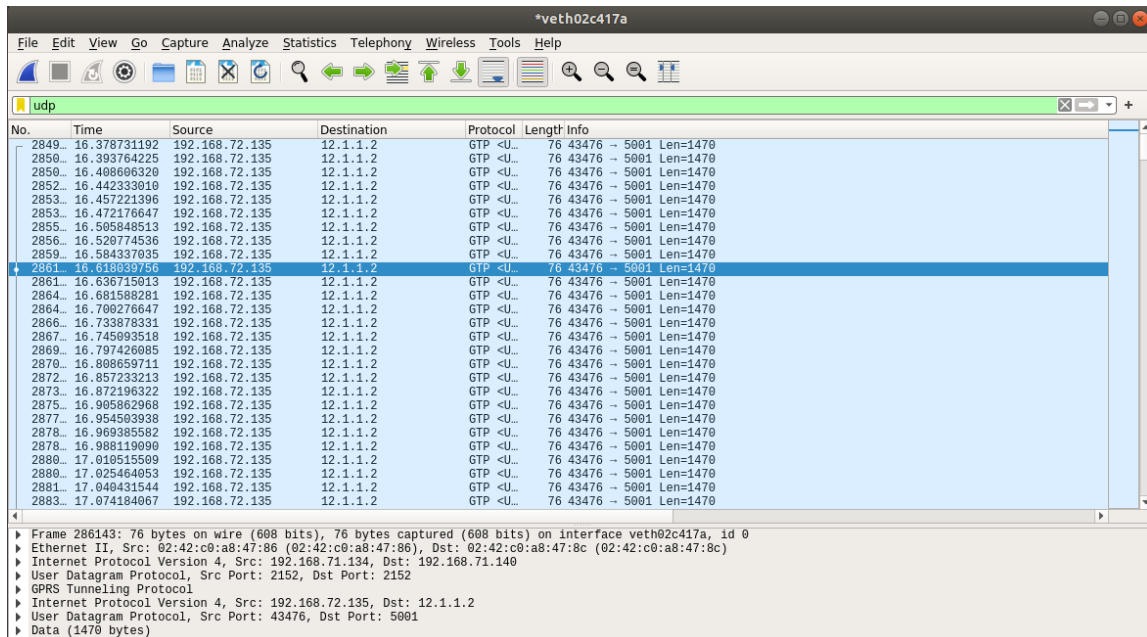 *veth02c417a
File Edit View Go Capture Analyze Statistics Telephony Wireless Tools Help
udp
No. Time Source Destination Protocol Length Info
2849… 16.378731192 192.168.72.135 12.1.1.2 GTP <U… 76 43476 → 5001 Len=1470
2850… 16.393764225 192.168.72.135 12.1.1.2 GTP <U… 76 43476 → 5001 Len=1470
2850… 16.408606320 192.168.72.135 12.1.1.2 GTP <U… 76 43476 → 5001 Len=1470
2852… 16.442333010 192.168.72.135 12.1.1.2 GTP <U… 76 43476 → 5001 Len=1470
2853… 16.457221396 192.168.72.135 12.1.1.2 GTP <U… 76 43476 → 5001 Len=1470
2853… 16.472176647 192.168.72.135 12.1.1.2 GTP <U… 76 43476 → 5001 Len=1470
2855… 16.505848513 192.168.72.135 12.1.1.2 GTP <U… 76 43476 → 5001 Len=1470
2856… 16.520774536 192.168.72.135 12.1.1.2 GTP <U… 76 43476 → 5001 Len=1470
2859… 16.584337035 192.168.72.135 12.1.1.2 GTP <U… 76 43476 → 5001 Len=1470
2861… 16.618039756 192.168.72.135 12.1.1.2 GTP <U… 76 43476 → 5001 Len=1470
2861… 16.636715013 192.168.72.135 12.1.1.2 GTP <U… 76 43476 → 5001 Len=1470
2864… 16.681588281 192.168.72.135 12.1.1.2 GTP <U… 76 43476 → 5001 Len=1470
2864… 16.700276647 192.168.72.135 12.1.1.2 GTP <U… 76 43476 → 5001 Len=1470
2866… 16.733878331 192.168.72.135 12.1.1.2 GTP <U… 76 43476 → 5001 Len=1470
2867… 16.745093518 192.168.72.135 12.1.1.2 GTP <U… 76 43476 → 5001 Len=1470
2869… 16.797426085 192.168.72.135 12.1.1.2 GTP <U… 76 43476 → 5001 Len=1470
2870… 16.808659711 192.168.72.135 12.1.1.2 GTP <U… 76 43476 → 5001 Len=1470
2872… 16.857233213 192.168.72.135 12.1.1.2 GTP <U… 76 43476 → 5001 Len=1470
2873… 16.872196322 192.168.72.135 12.1.1.2 GTP <U… 76 43476 → 5001 Len=1470
2875… 16.905862968 192.168.72.135 12.1.1.2 GTP <U… 76 43476 → 5001 Len=1470
2877… 16.954503938 192.168.72.135 12.1.1.2 GTP <U… 76 43476 → 5001 Len=1470
2878… 16.969385582 192.168.72.135 12.1.1.2 GTP <U… 76 43476 → 5001 Len=1470
2878… 16.988119090 192.168.72.135 12.1.1.2 GTP <U… 76 43476 → 5001 Len=1470
2880… 17.010515509 192.168.72.135 12.1.1.2 GTP <U… 76 43476 → 5001 Len=1470
2880… 17.025464053 192.168.72.135 12.1.1.2 GTP <U… 76 43476 → 5001 Len=1470
2881… 17.040431544 192.168.72.135 12.1.1.2 GTP <U… 76 43476 → 5001 Len=1470
2883… 17.074184067 192.168.72.135 12.1.1.2 GTP <U… 76 43476 → 5001 Len=1470
Frame 286143: 76 bytes on wire (608 bits), 76 bytes captured (608 bits) on interface veth02c417a, id 0
Ethernet II, Src: 02:42:c0:a8:47:86 (02:42:c0:a8:47:86), Dst: 02:42:c0:a8:47:8c (02:42:c0:a8:47:8c)
Internet Protocol Version 4, Src: 192.168.71.134, Dst: 192.168.71.140
User Datagram Protocol, Src Port: 2152, Dst Port: 2152
GPRS Tunneling Protocol
Internet Protocol Version 4, Src: 192.168.72.135, Dst: 12.1.1.2
User Datagram Protocol, Src Port: 43476, Dst Port: 5001
Data (1470 bytes)